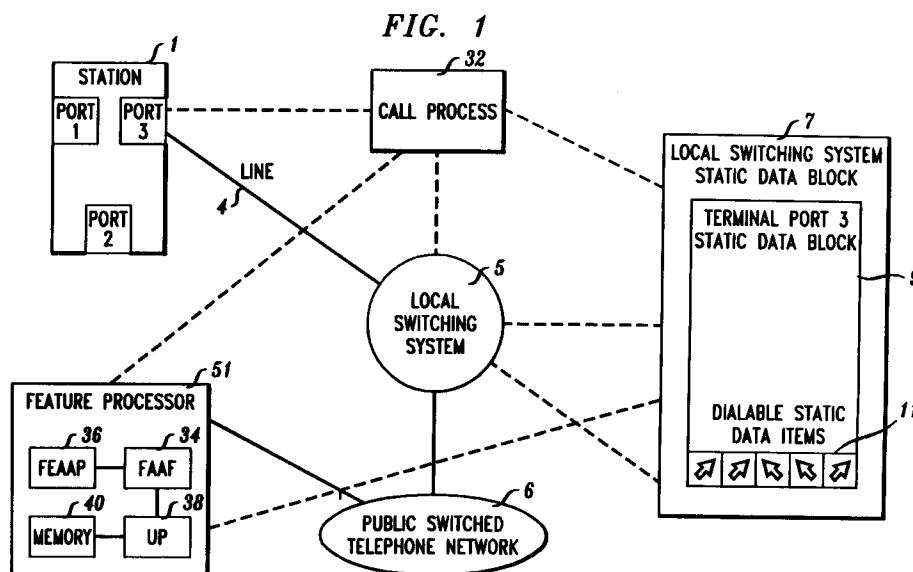 FIG. 1
1
STATION
PORT 1
PORT 3
PORT 2
32
CALL PROCESS
LINE
4
5
LOCAL
SWITCHING
SYSTEM
7
LOCAL SWITCHING SYSTEM
STATIC DATA BLOCK
TERMINAL PORT 3
STATIC DATA BLOCK
9
DIALABLE STATIC
DATA ITEMS
11
51
FEATURE PROCESSOR
36
FEAAP
34
FAAF
40
MEMORY
38
UP
6
PUBLIC SWITCHED
TELEPHONE NETWORK